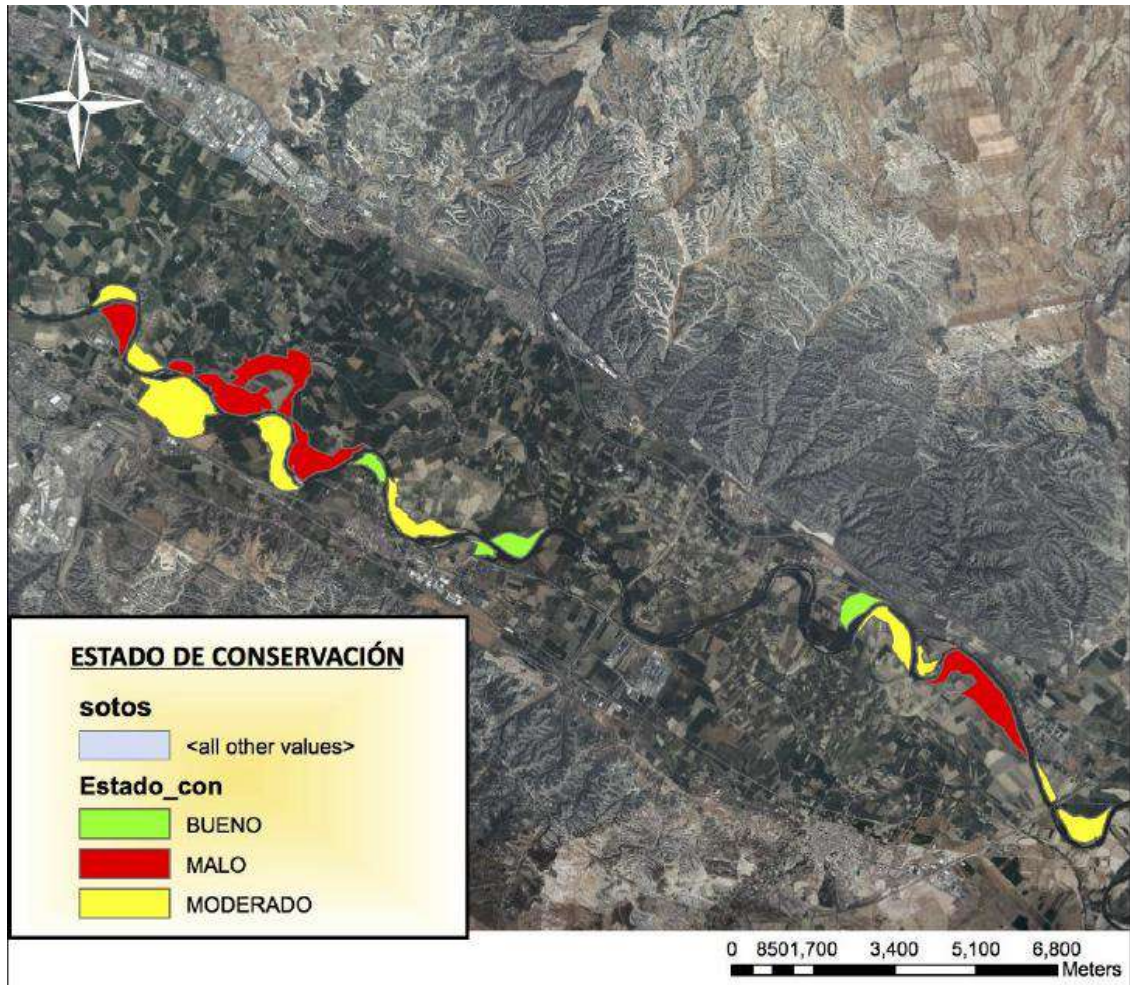 N
ESTADO DE CONSERVACIÓN
sotos
<all other values>
Estado_con
BUENO
MALO
MODERADO
0 8501,700 3,400 5,100 6,800
Meters